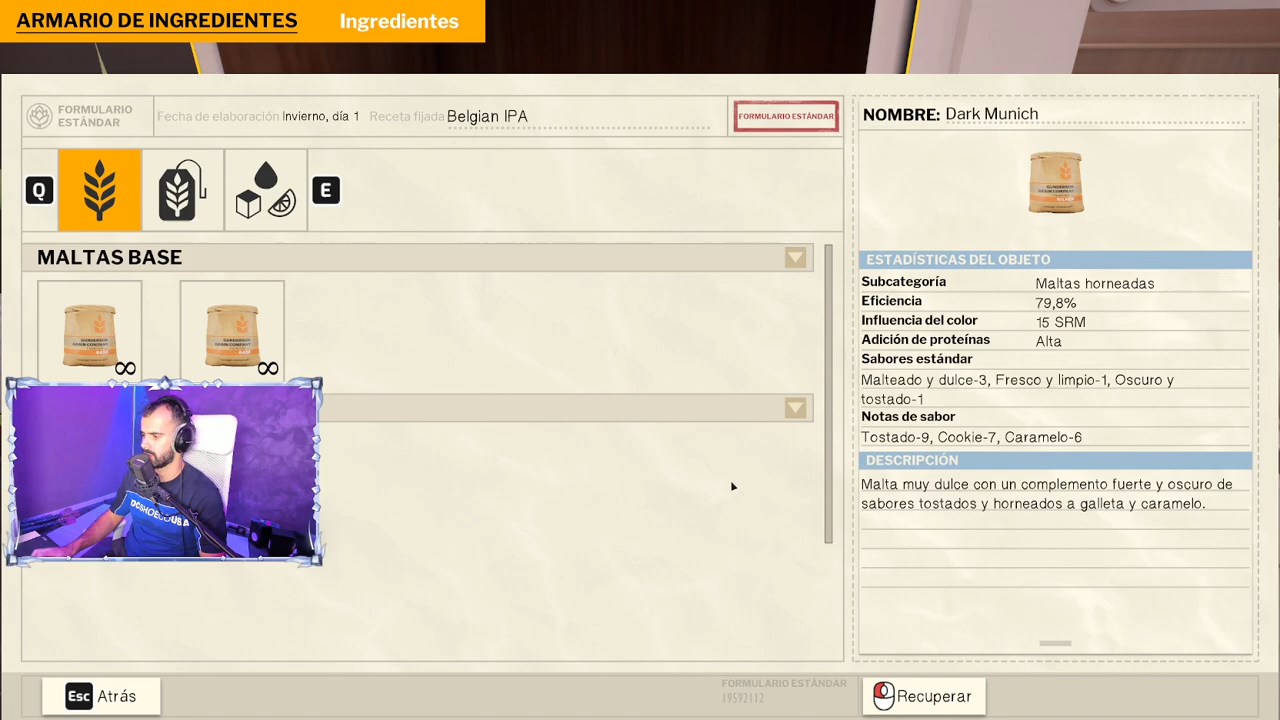 ARMARIO DE INGREDIENTES Ingredientes
FORMULARIO
ESTÁNDAR
Fecha de elaboración Invierno, día 1 Receta fijada Belgian IPA
FORMULARIO ESTÁNDAR
Q
E
MALTAS BASE
∞ ∞
NOMBRE: Dark Munich
GUNDERSON
GRAIN COMPANY
ESTADÍSTICAS DEL OBJETO
Subcategoría Maltas horneadas
Eficiencia 79,8%
Influencia del color 15 SRM
Adición de proteínas Alta
Sabores estándar
Malteado y dulce-3, Fresco y limpio-1, Oscuro y
tostado-1
Notas de sabor
Tostado-9, Cookie-7, Caramelo-6
DESCRIPCIÓN
Malta muy dulce con un complemento fuerte y oscuro de
sabores tostados y horneados a galleta y caramelo.
Esc Atrás
FORMULARIO ESTÁNDAR
19592112
Recuperar